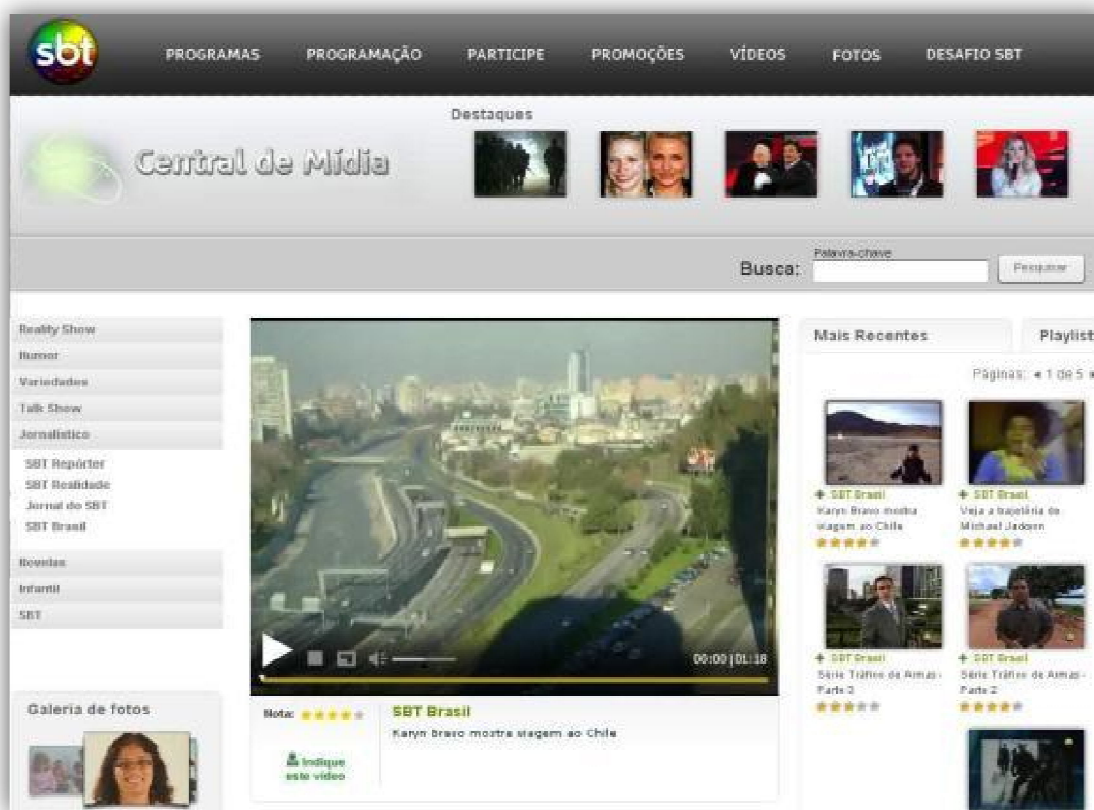 sbt
PROGRAMAS
PROGRAMAÇÃO
PARTICIPE
PROMOÇÕES
VÍDEOS
FOTOS
DESAFIO SBT
Central de Mídia
Destaques
Busca:
Palavra-chave
Pesquisar
Reality Show
Humor
Variedades
Talk Show
Jornalístico
SBT Repórter
SBT Realidade
Jornal do SBT
SBT Brasil
Novelas
Infantil
SBT
Galeria de fotos
00:00 | 01:18
Nota:
Indique
este vídeo
SBT Brasil
Karyn Bravo mostra viagem ao Chile
Mais Recentes
Playlist
Páginas: 1 de 5
SBT Brasil
Karyn Bravo mostra
viagem ao Chile
SBT Brasil
Veja a trajetória de
Michael Jackson
SBT Brasil
Série Tráfico de Armas -
Parte 3
SBT Brasil
Série Tráfico de Armas -
Parte 2